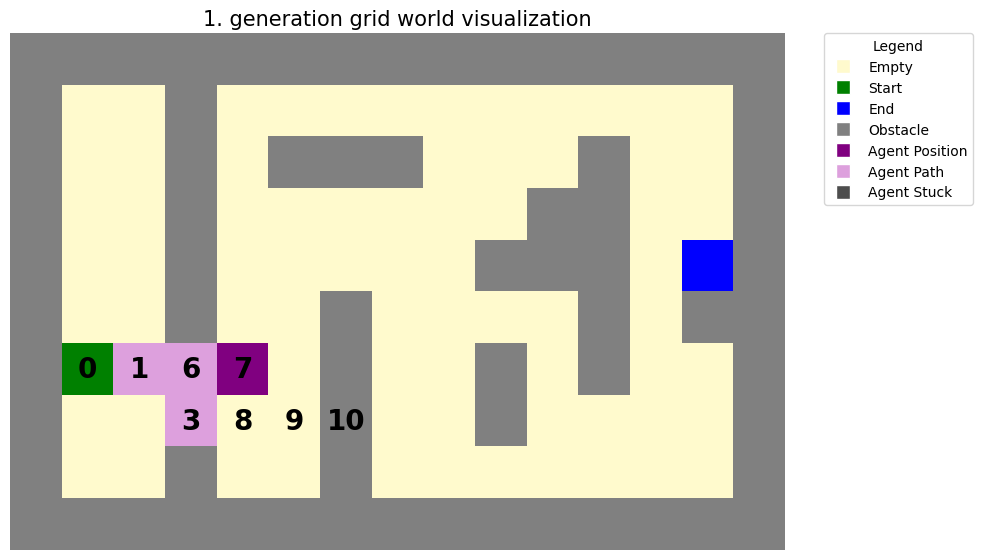 1. generation grid world visualization
0 1 6 7
3 8 9 10
Legend
Empty
Start
End
Obstacle
Agent Position
Agent Path
Agent Stuck